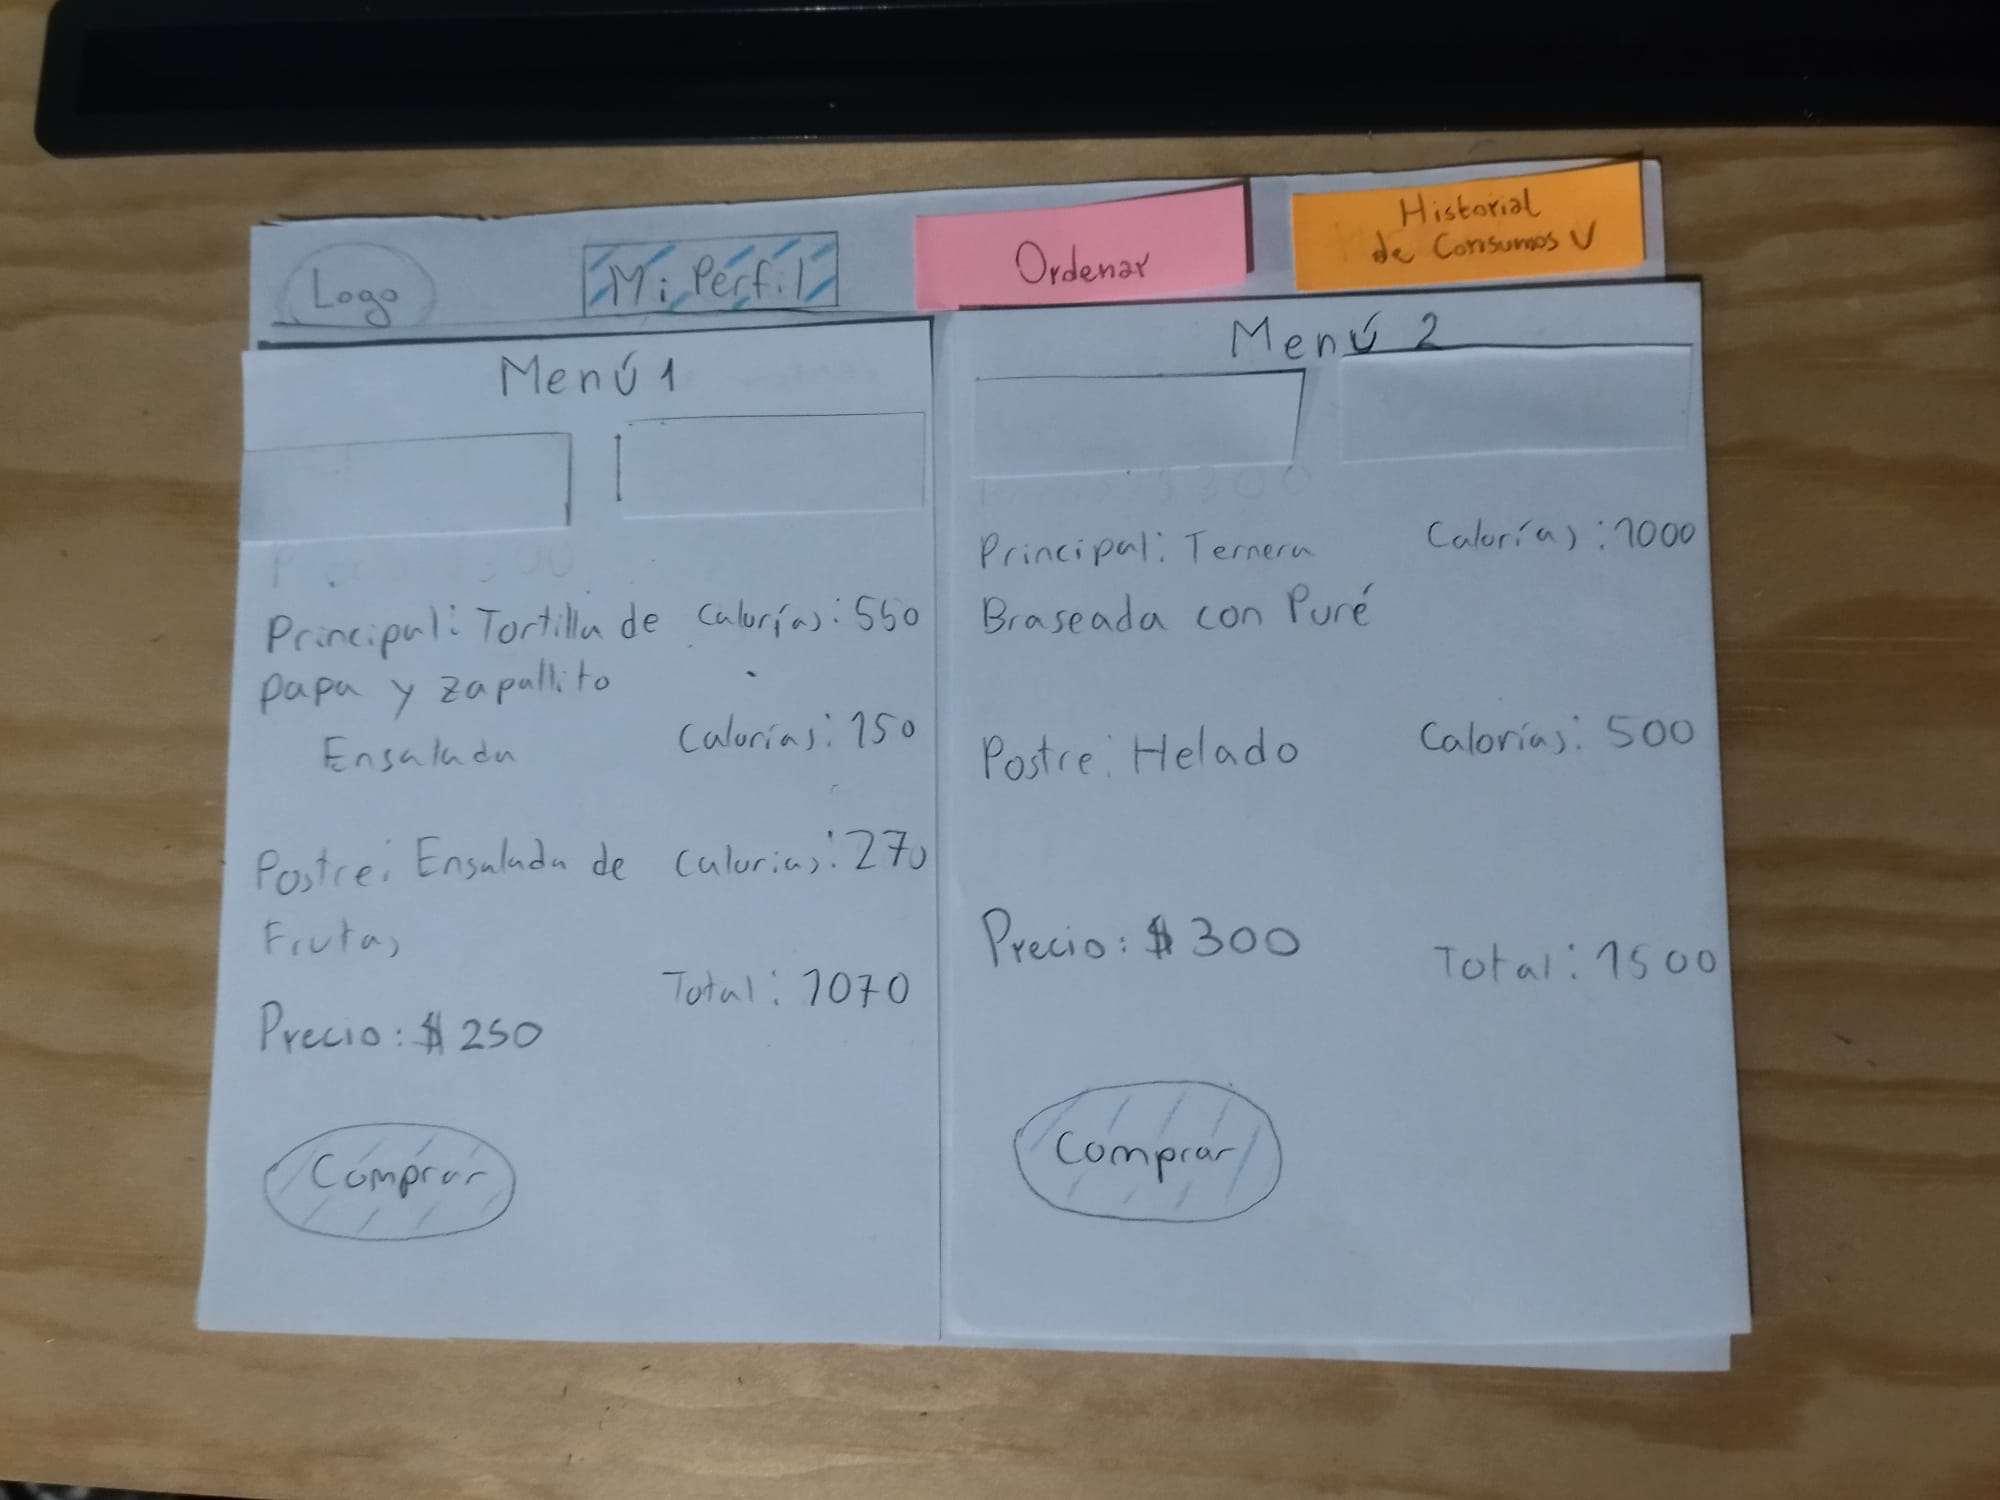 Logo
Mi Perfil
Ordenar
Historial
de Consumos V
Menú 1
Principal: Tortilla de Calorías: 550
papa y zapallito
Ensalada Calorías: 150
Postre: Ensalada de Calorias: 270
Frutas
Total: 1070
Precio: $ 250
Comprar
Menú 2
Principal: Ternera Calorías: 1000
Braseada con Puré
Postre: Helado Calorías: 500
Precio: $ 300 Total: 1500
Comprar